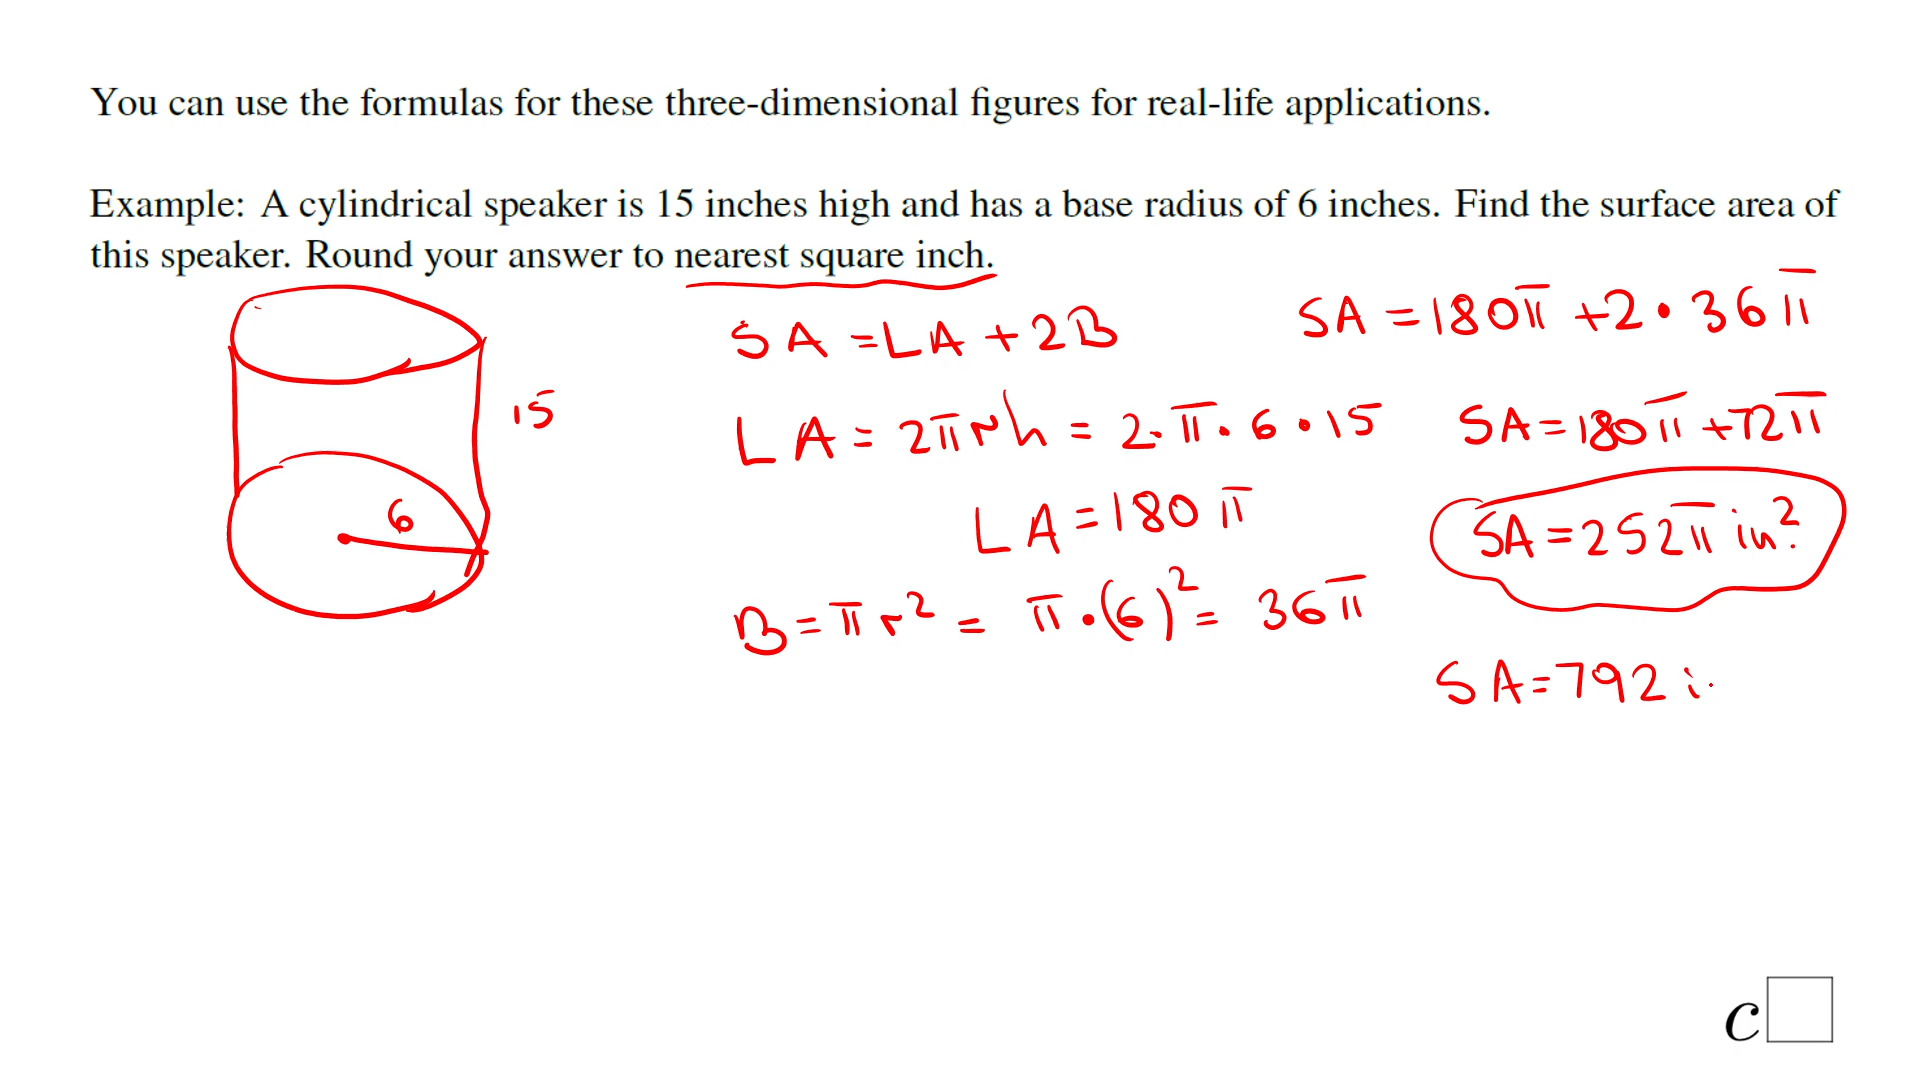 You can use the formulas for these three-dimensional figures for real-life applications.
Example: A cylindrical speaker is 15 inches high and has a base radius of 6 inches. Find the surface area of
this speaker. Round your answer to nearest square inch.
15
6
SA = LA + 2B
LA = 2πrh = 2·π·6·15
LA = 180π
B = πr² = π·(6)² = 36π
SA = 180π + 2·36π
SA = 180π + 72π
SA = 252π in².
SA = 792 i
c